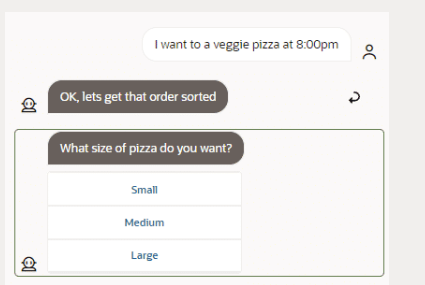 I want to a veggie pizza at 8:00pm
OK, lets get that order sorted
What size of pizza do you want?
Small
Medium
Large